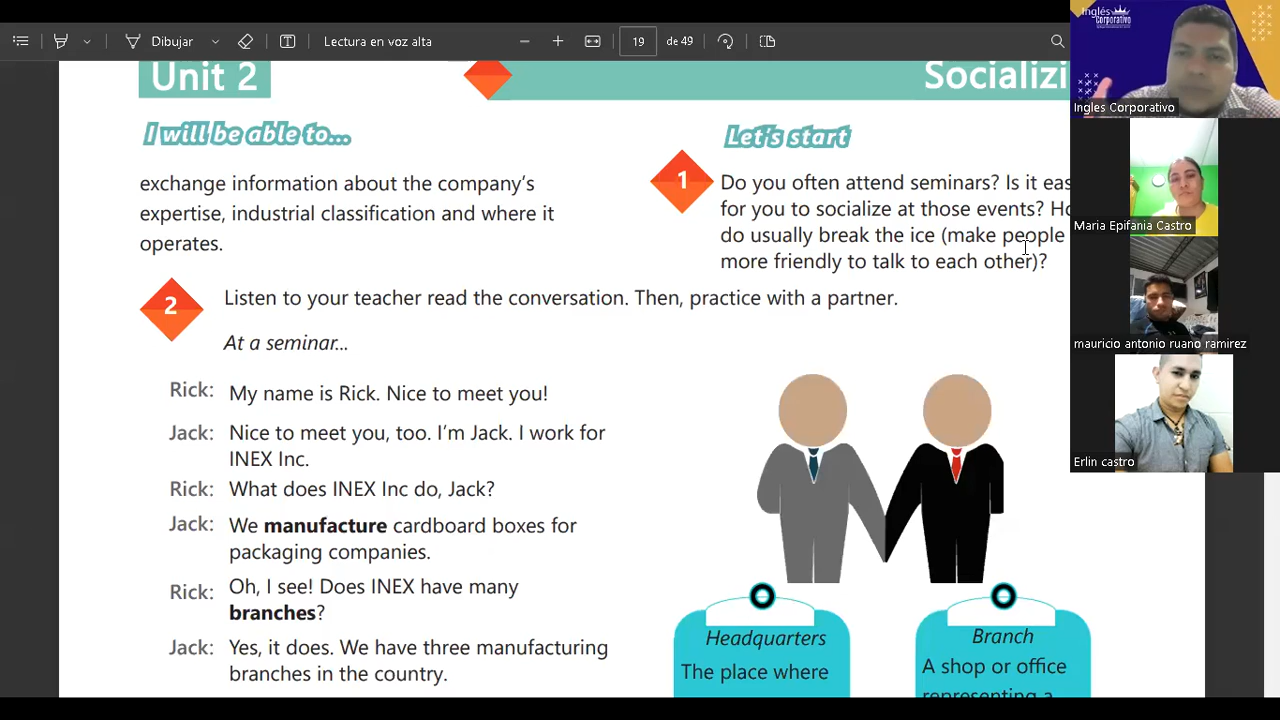 Dibujar
Lectura en voz alta
19
de 49
Unit 2
Socializi
I will be able to...
Let's start
exchange information about the company's
expertise, industrial classification and where it
operates.
1
Do you often attend seminars? Is it eas
for you to socialize at those events? Ho
do usually break the ice (make people
more friendly to talk to each other)?
2
Listen to your teacher read the conversation. Then, practice with a partner.
At a seminar...
Rick: My name is Rick. Nice to meet you!
Jack: Nice to meet you, too. I'm Jack. I work for
INEX Inc.
Rick: What does INEX Inc do, Jack?
Jack: We manufacture cardboard boxes for
packaging companies.
Rick: Oh, I see! Does INEX have many
branches?
Jack: Yes, it does. We have three manufacturing
branches in the country.
Headquarters
The place where
Branch
A shop or office
representing a
Inglés
Corporativo
Ingles Corporativo
Maria Epifania Castro
mauricio antonio ruano ramirez
Erlin castro